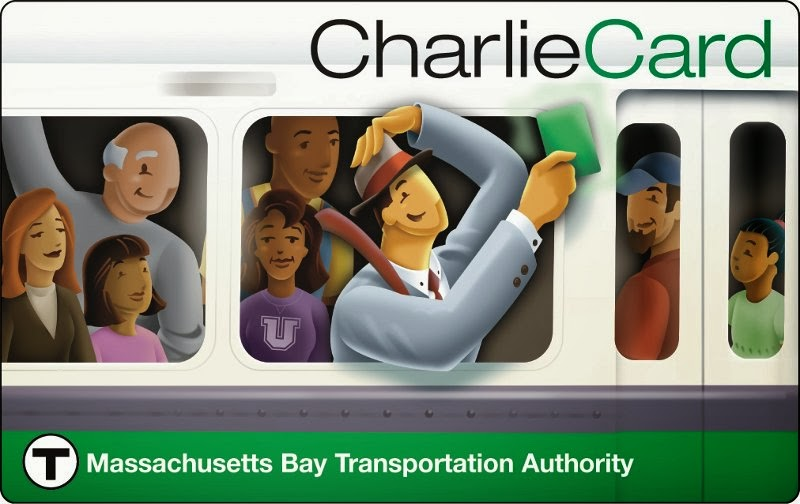 CharlieCard
U
T
Massachusetts Bay Transportation Authority